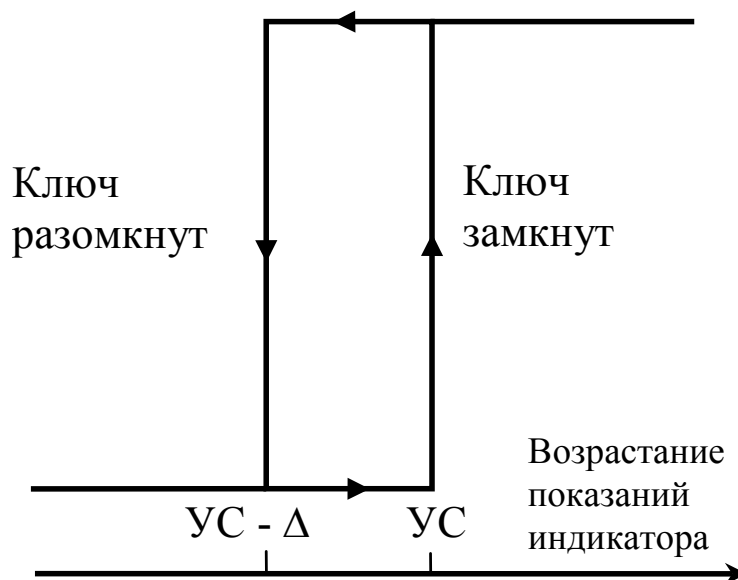 Ключ
разомкнут
Ключ
замкнут
Возрастание
показаний
индикатора
УС - Δ
УС